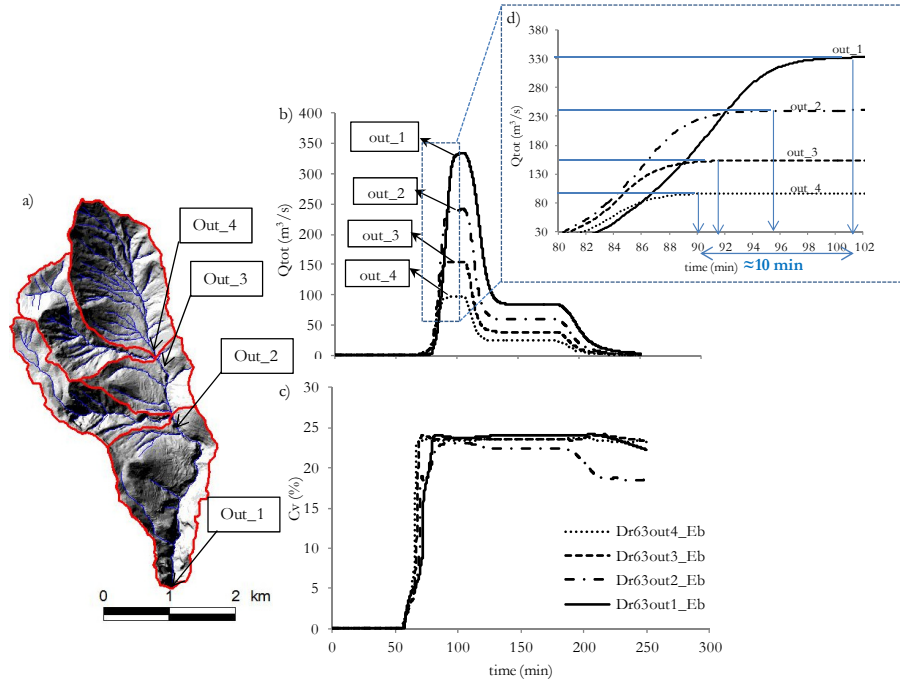 a)
Out_4
Out_3
Out_2
Out_1
0 1 2 km
b)
Qtot (m³/s)
400
350
300
250
200
150
100
50
0
out_1
out_2
out_3
out_4
c)
Cv (%)
30
25
20
15
10
5
0
Dr63out4_Eb
Dr63out3_Eb
Dr63out2_Eb
Dr63out1_Eb
0 50 100 150 200 250 300
time (min)
d)
Qtot (m³/s)
380
330
280
230
180
130
80
30
out_1
out_2
out_3
out_4
80 82 84 86 88 90 92 94 96 98 100 102
time (min) ≈10 min